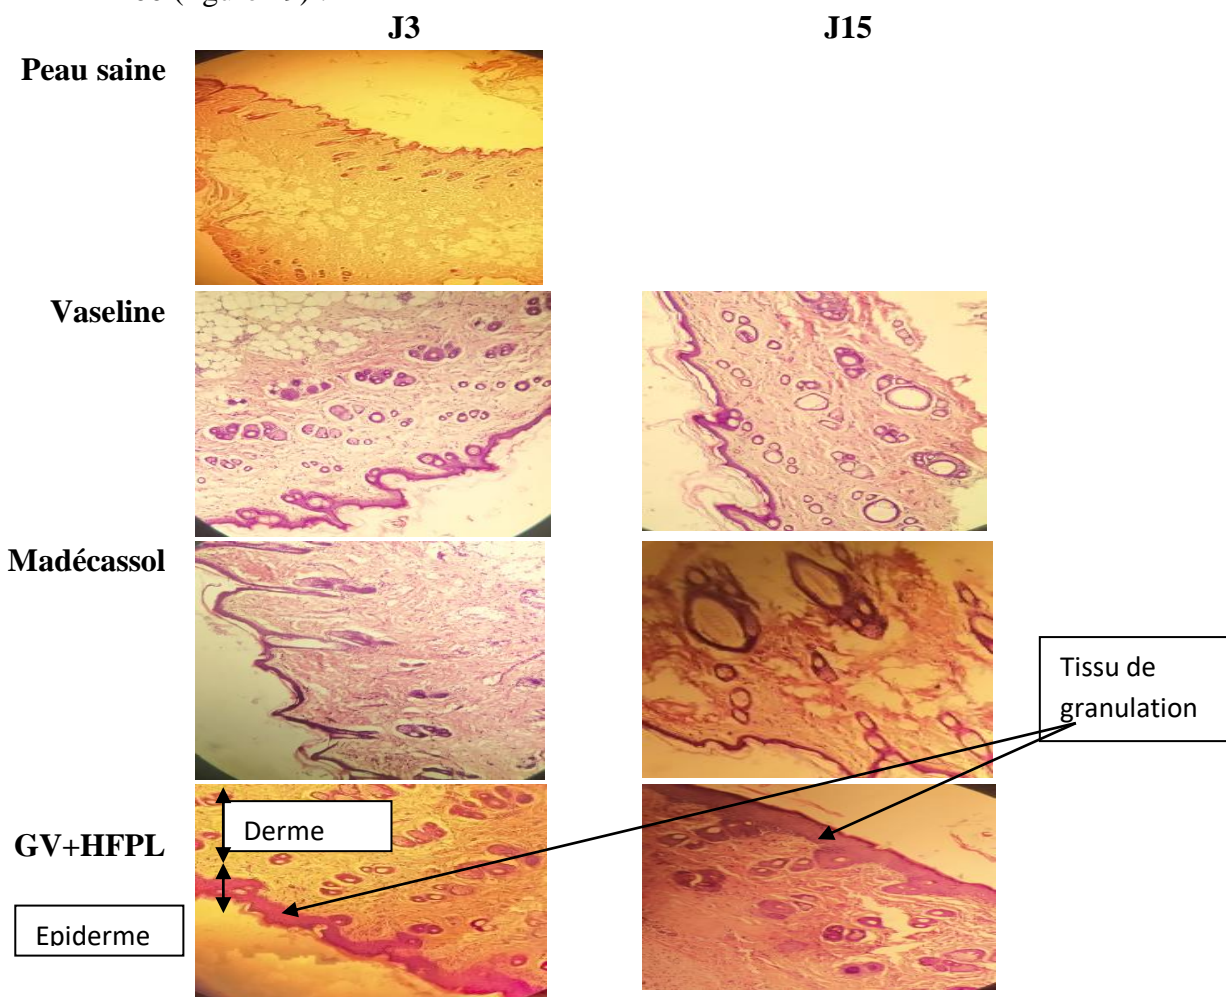 J3 J15
Peau saine
Vaseline
Madécassol
Tissu de
granulation
Derme
GV+HFPL
Epiderme